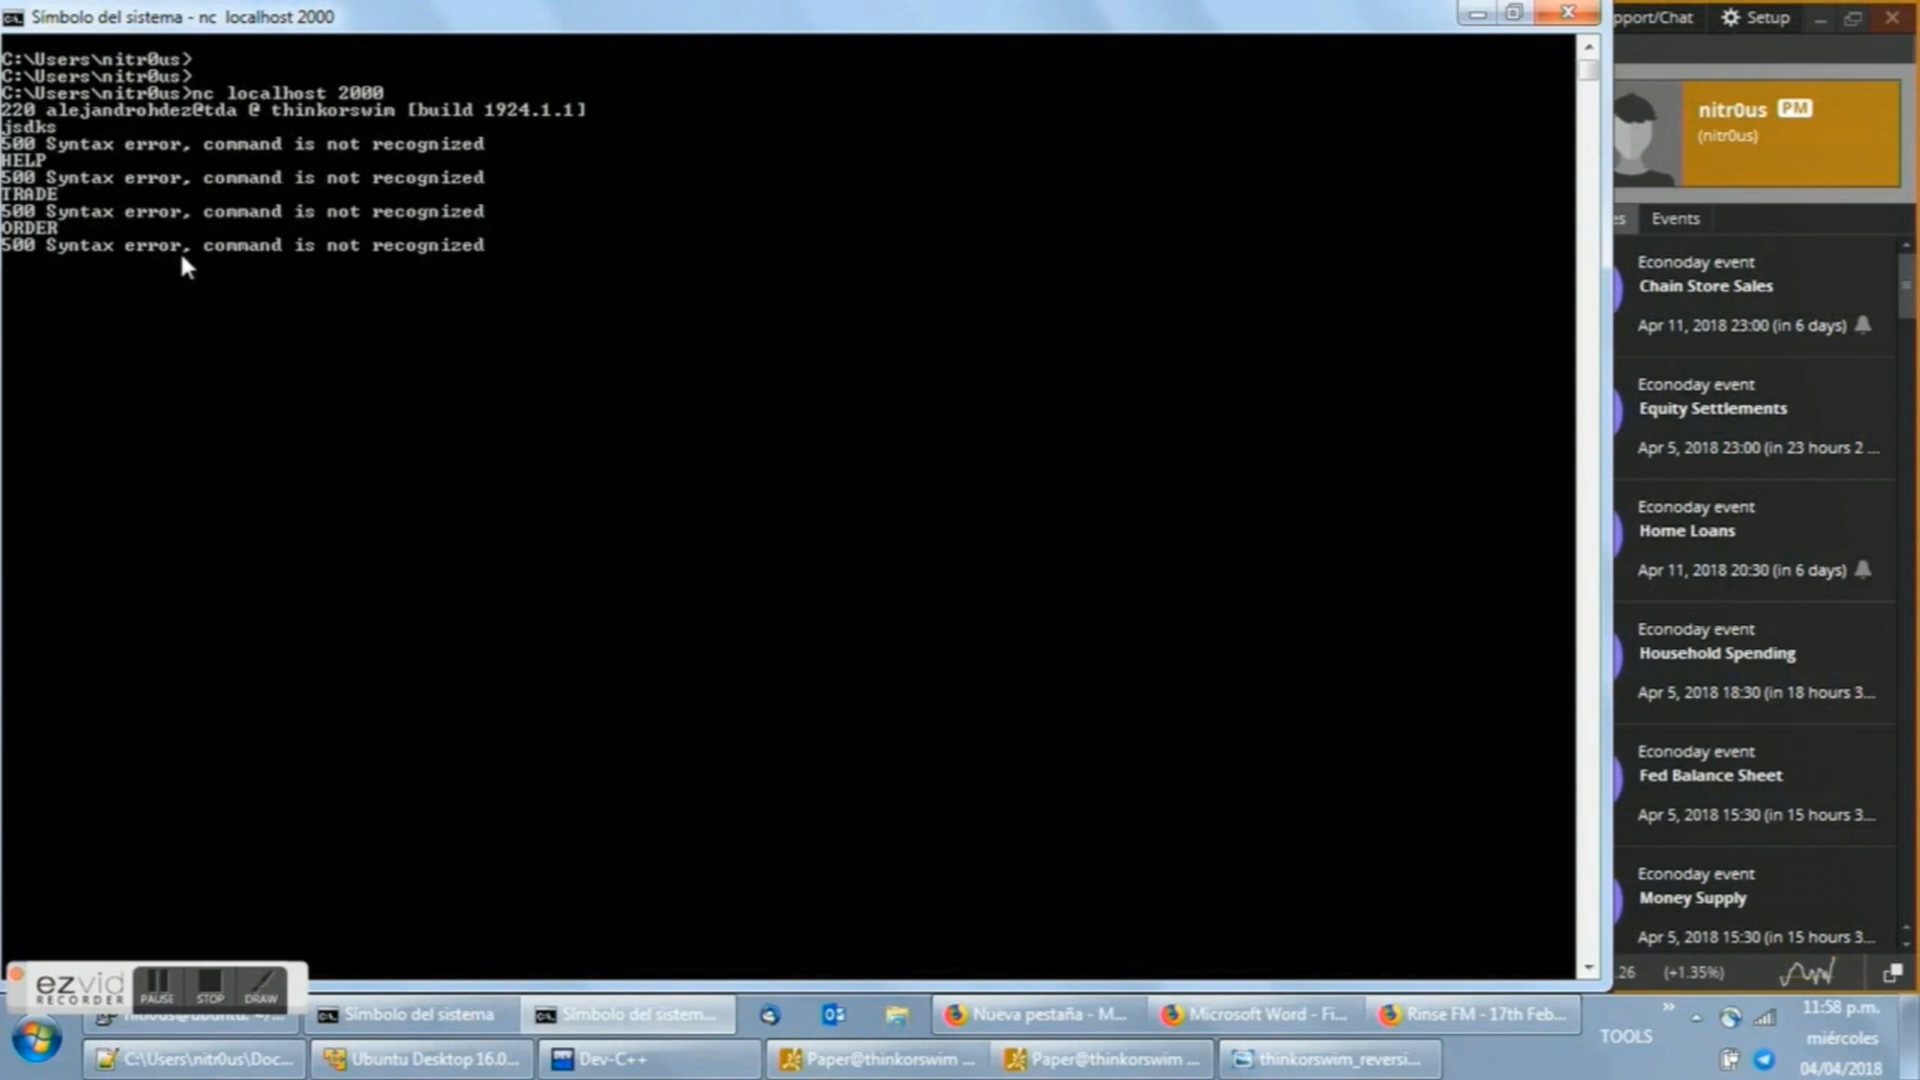 Símbolo del sistema - nc localhost 2000
C:\Users\nitr0us>
C:\Users\nitr0us>
C:\Users\nitr0us>nc localhost 2000
220 alejandrohdez@tda @ thinkorswim [build 1924.1.1]
jsdks
500 Syntax error, command is not recognized
HELP
500 Syntax error, command is not recognized
TRADE
500 Syntax error, command is not recognized
ORDER
500 Syntax error, command is not recognized
pport/Chat Setup
nitr0us PM
(nitr0us)
es Events
Econoday event
Chain Store Sales
Apr 11, 2018 23:00 (in 6 days)
Econoday event
Equity Settlements
Apr 5, 2018 23:00 (in 23 hours 2 ...
Econoday event
Home Loans
Apr 11, 2018 20:30 (in 6 days)
Econoday event
Household Spending
Apr 5, 2018 18:30 (in 18 hours 3...
Econoday event
Fed Balance Sheet
Apr 5, 2018 15:30 (in 15 hours 3...
Econoday event
Money Supply
Apr 5, 2018 15:30 (in 15 hours 3...
.26 (+1.35%)
ezvid
RECORDER
PAUSE STOP DRAW
Símbolo del sistema
Símbolo del sistem...
Nueva pestaña - M...
Microsoft Word - Fi...
Rinse FM - 17th Feb...
C:\Users\nitr0us\Doc...
Ubuntu Desktop 16.0...
Dev-C++
Paper@thinkorswim ...
Paper@thinkorswim ...
thinkorswim_reversi...
TOOLS
11:58 p.m.
miércoles
04/04/2018